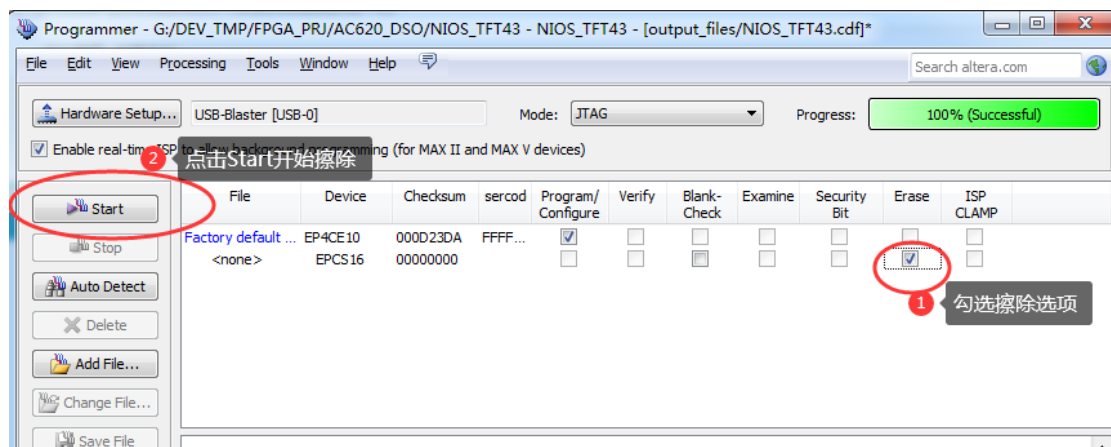 Programmer - G:/DEV_TMP/FPGA_PRJ/AC620_DSO/NIOS_TFT43 - NIOS_TFT43 - [output_files/NIOS_TFT43.cdf]*
File Edit View Processing Tools Window Help
Search altera.com
Hardware Setup... USB-Blaster [USB-0] Mode: JTAG Progress: 100% (Successful)
Enable real-time ISP to allow background programming (for MAX II and MAX V devices)
2 点击Start开始擦除
Start
Stop
Auto Detect
Delete
Add File...
Change File...
Save File
File Device Checksum sercod Program/ Configure Verify Blank- Check Examine Security Bit Erase ISP CLAMP
Factory default ... EP4CE10 000D23DA FFFF...
<none> EPCS16 00000000
1 勾选擦除选项